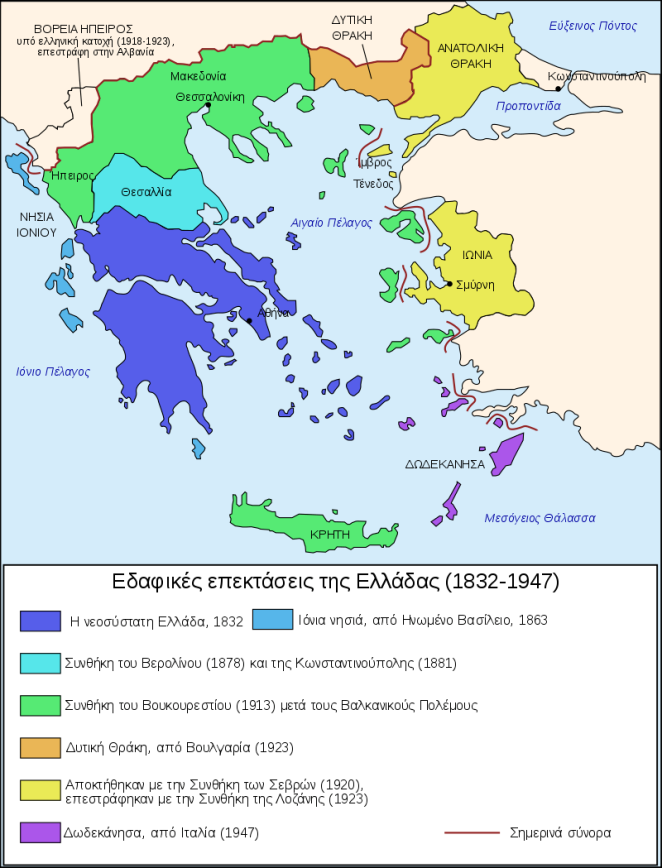 ΒΟΡΕΙΑ ΗΠΕΙΡΟΣ
υπό ελληνική κατοχή (1918-1923),
επεστράφη στην Αλβανία
ΔΥΤΙΚΗ
ΘΡΑΚΗ
ΑΝΑΤΟΛΙΚΗ
ΘΡΑΚΗ
Εύξεινος Πόντος
Κωνσταντινούπολη
Προποντίδα
Μακεδονία
Θεσσαλονίκη
Ήπειρος
Θεσσαλία
Ίμβρος
Τένεδος
ΝΗΣΙΑ
ΙΟΝΙΟΥ
Αιγαίο Πέλαγος
ΙΩΝΙΑ
Σμύρνη
Αθήνα
Ιόνιο Πέλαγος
ΔΩΔΕΚΑΝΗΣΑ
Μεσόγειος Θάλασσα
ΚΡΗΤΗ
Εδαφικές επεκτάσεις της Ελλάδας (1832-1947)
Η νεοσύστατη Ελλάδα, 1832
Ιόνια νησιά, από Ηνωμένο Βασίλειο, 1863
Συνθήκη του Βερολίνου (1878) και της Κωνσταντινούπολης (1881)
Συνθήκη του Βουκουρεστίου (1913) μετά τους Βαλκανικούς Πολέμους
Δυτική Θράκη, από Βουλγαρία (1923)
Αποκτήθηκαν με την Συνθήκη των Σεβρών (1920),
επεστράφηκαν με την Συνθήκη της Λοζάνης (1923)
Δωδεκάνησα, από Ιταλία (1947)
Σημερινά σύνορα